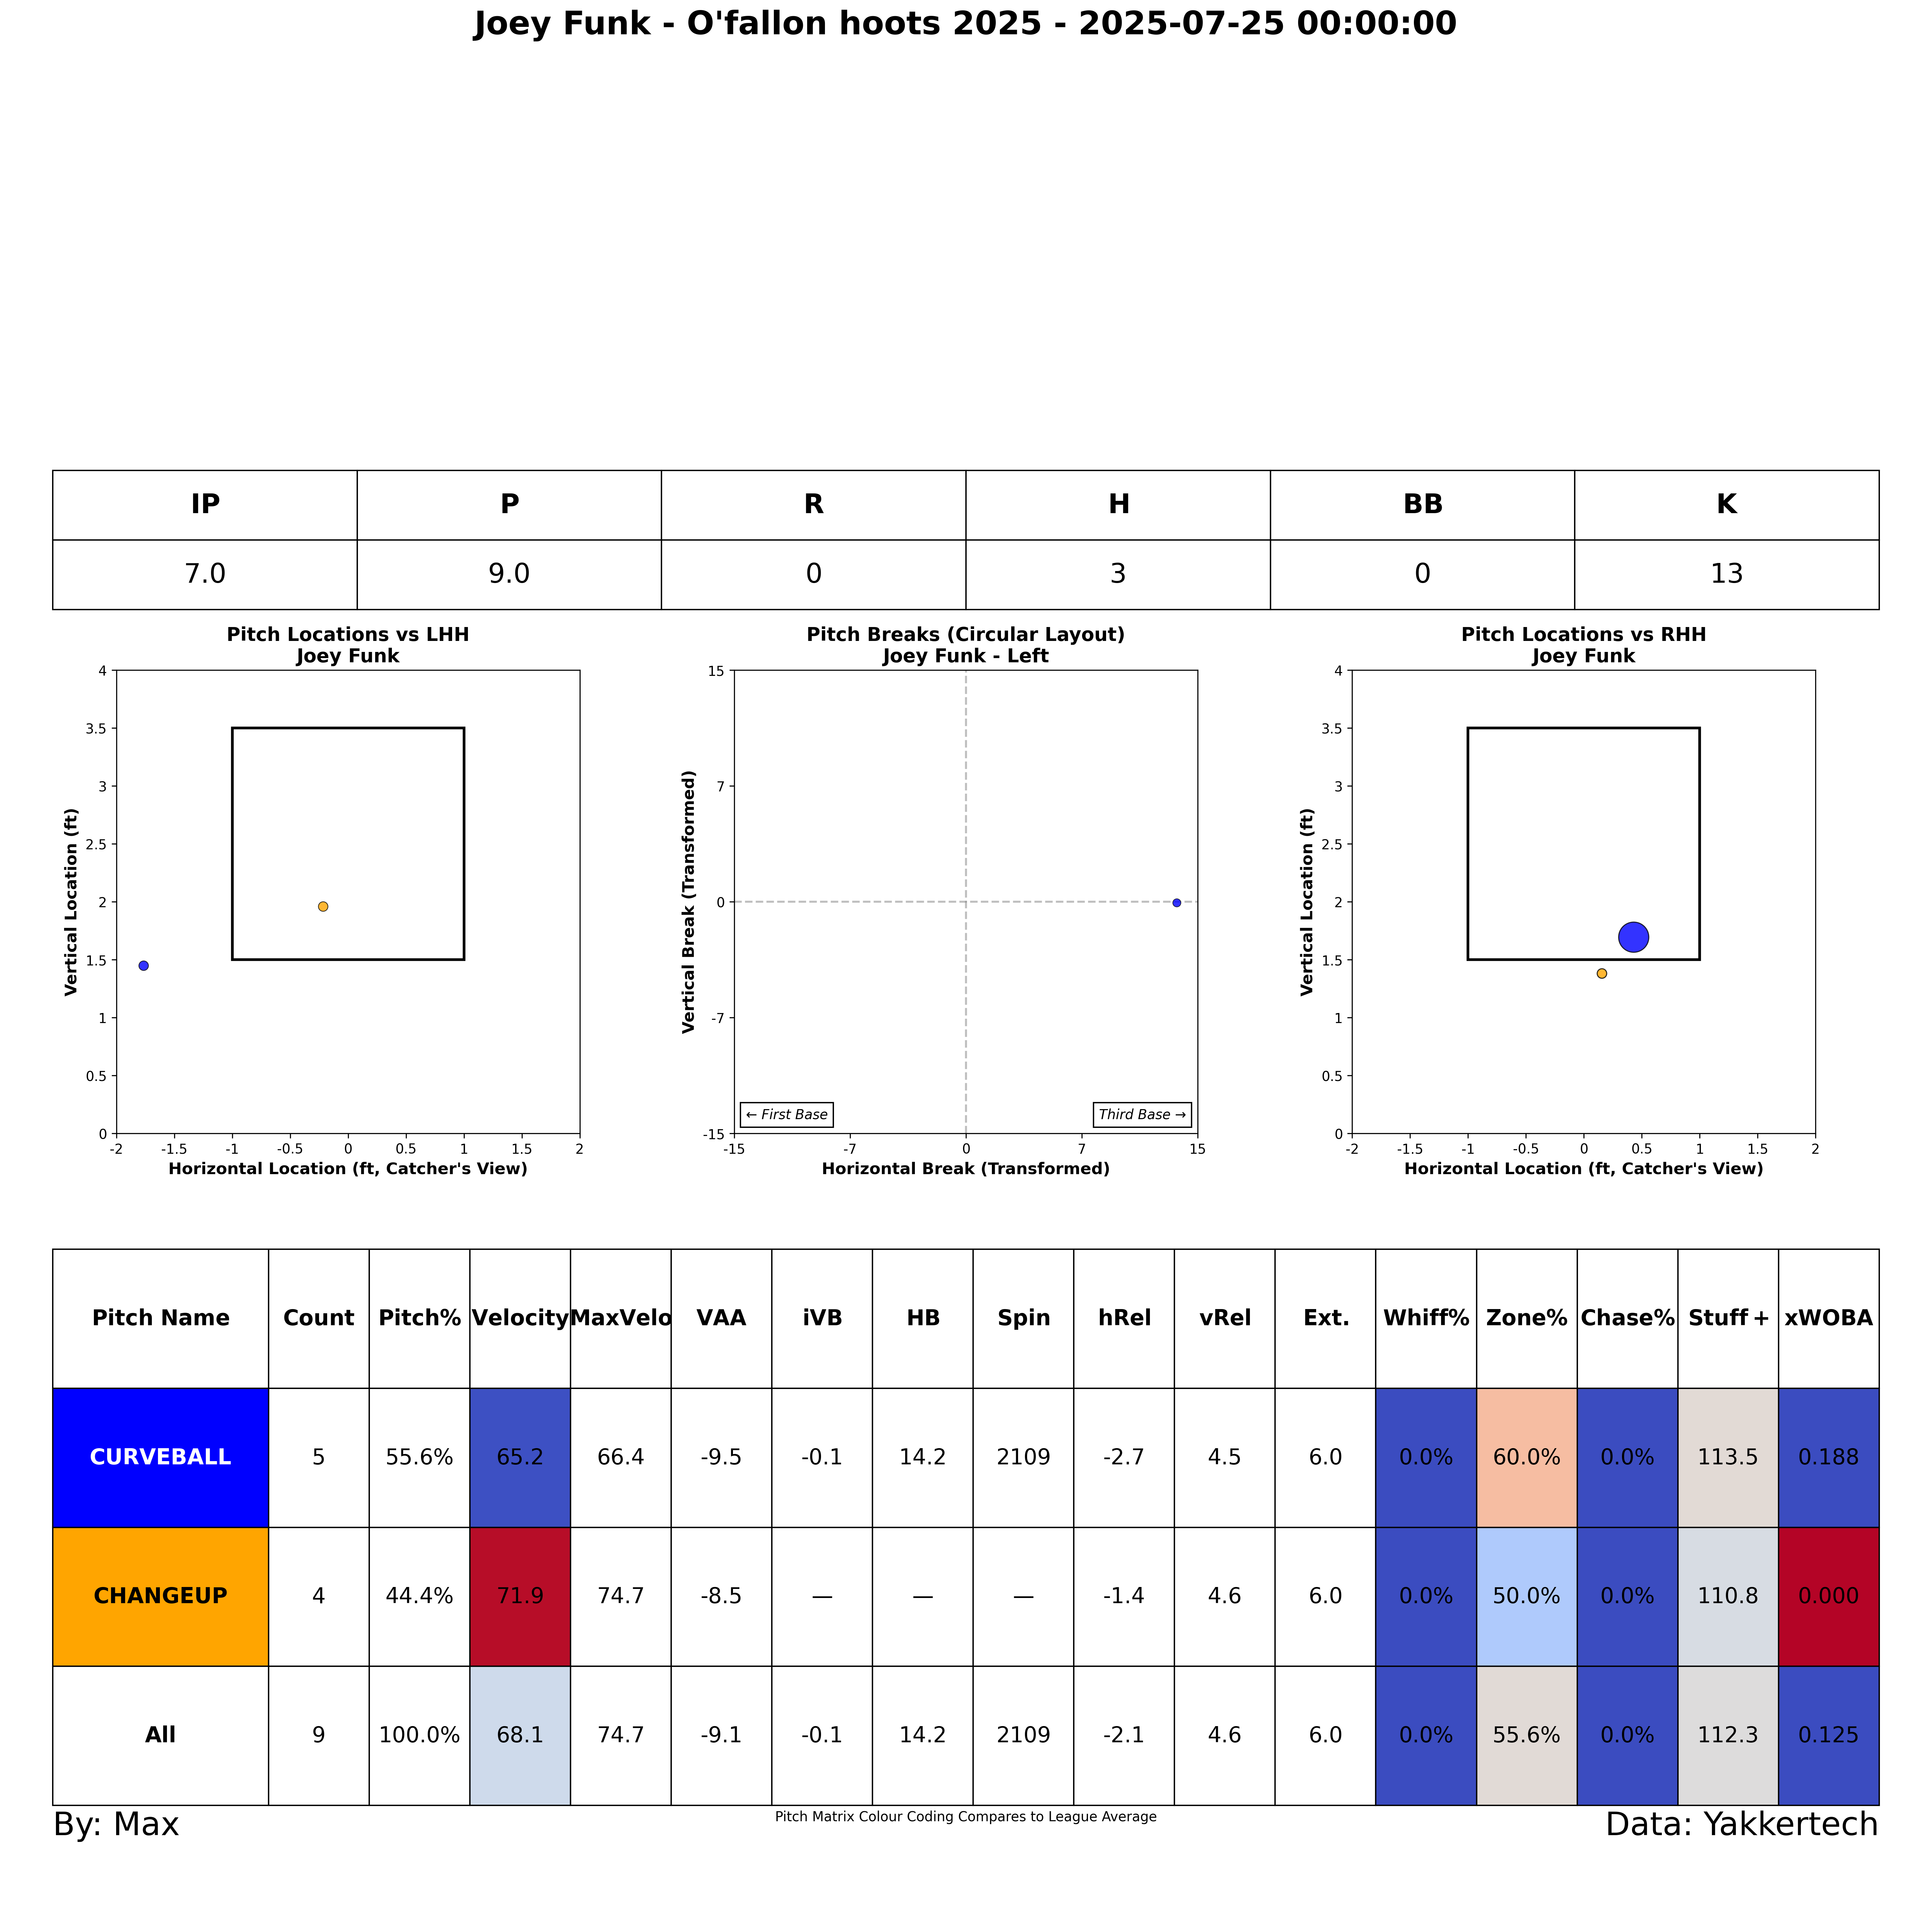 Joey Funk - O'fallon hoots 2025 - 2025-07-25 00:00:00
IP P R H BB K
7.0 9.0 0 3 0 13
Pitch Locations vs LHH
Joey Funk
4
3.5
3
2.5
2
1.5
1
0.5
0
-2 -1.5 -1 -0.5 0 0.5 1 1.5 2
Vertical Location (ft)
Horizontal Location (ft, Catcher's View)
Pitch Breaks (Circular Layout)
Joey Funk - Left
15
7
0
-7
-15
-15 -7 0 7 15
Vertical Break (Transformed)
← First Base
Third Base →
Horizontal Break (Transformed)
Pitch Locations vs RHH
Joey Funk
4
3.5
3
2.5
2
1.5
1
0.5
0
-2 -1.5 -1 -0.5 0 0.5 1 1.5 2
Vertical Location (ft)
Horizontal Location (ft, Catcher's View)
Pitch Name Count Pitch% Velocity MaxVelo VAA iVB HB Spin hRel vRel Ext. Whiff% Zone% Chase% Stuff+ xWOBA
CURVEBALL 5 55.6% 65.2 66.4 -9.5 -0.1 14.2 2109 -2.7 4.5 6.0 0.0% 60.0% 0.0% 113.5 0.188
CHANGEUP 4 44.4% 71.9 74.7 -8.5 — — — -1.4 4.6 6.0 0.0% 50.0% 0.0% 110.8 0.000
All 9 100.0% 68.1 74.7 -9.1 -0.1 14.2 2109 -2.1 4.6 6.0 0.0% 55.6% 0.0% 112.3 0.125
By: Max
Pitch Matrix Colour Coding Compares to League Average
Data: Yakkertech